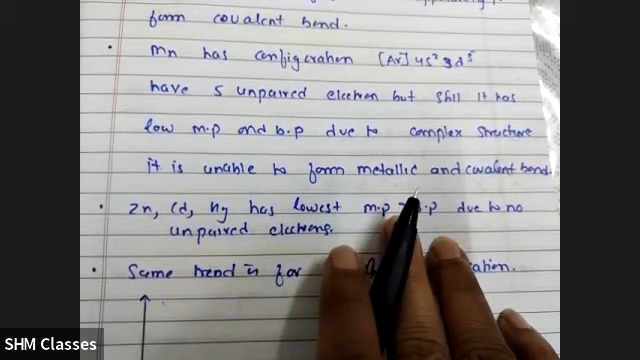 form covalent bond.
• Mn has configuration [Ar] 4s² 3d⁵
have 5 unpaired electron but still it has
low m.p and b.p due to complex structure
it is unable to form metallic and covalent bond.
• Zn, Cd, Hg has lowest m.p b.p due to no
unpaired electrons.
• Same trend is for
SHM Classes